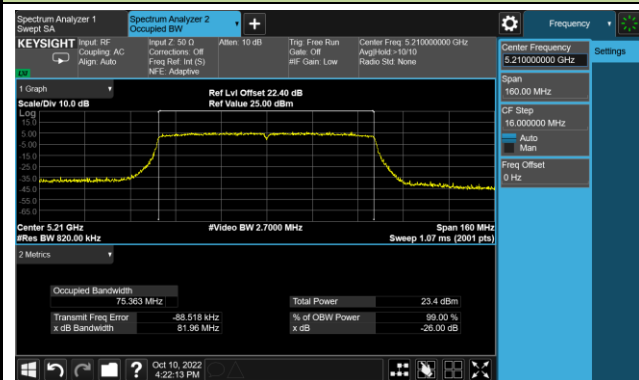 Spectrum Analyzer 1
Swept SA
Spectrum Analyzer 2
Occupied BW
Frequency
KEYSIGHT
Input: RF
Coupling: AC
Align: Auto
Input Z: 50 Ω
Corrections: Off
Freq Ref: Int (S)
NFE: Adaptive
Atten: 10 dB
Trig: Free Run
Gate: Off
#IF Gain: Low
Center Freq: 5.210000000 GHz
Avg|Hold:>10/10
Radio Std: None
Center Frequency
5.210000000 GHz
Settings
Span
160.00 MHz
CF Step
16.000000 MHz
Auto
Man
Freq Offset
0 Hz
1 Graph
Scale/Div 10.0 dB
Ref Lvl Offset 22.40 dB
Ref Value 25.00 dBm
Log
15.0
5.00
-5.00
-15.0
-25.0
-35.0
-45.0
-55.0
-65.0
Center 5.21 GHz
#Video BW 2.7000 MHz
Span 160 MHz
#Res BW 820.00 kHz
Sweep 1.07 ms (2001 pts)
2 Metrics
Occupied Bandwidth
75.363 MHz
Total Power 23.4 dBm
Transmit Freq Error -88.518 kHz
% of OBW Power 99.00 %
x dB Bandwidth 81.96 MHz
x dB -26.00 dB
?
Oct 10, 2022
4:22:13 PM